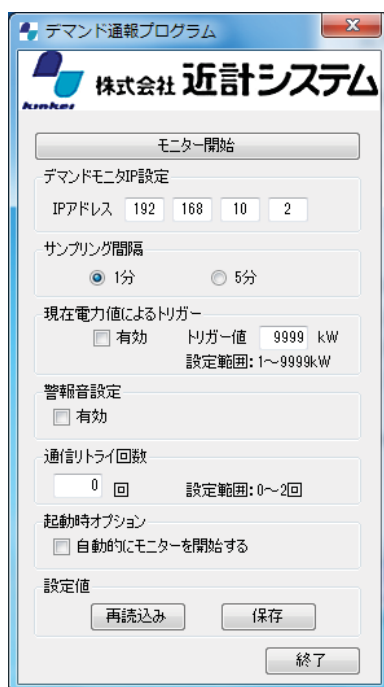 デマンド通報プログラム
kinkei 株式会社 近計システム
モニター開始
デマンドモニタIP設定
IPアドレス 192 168 10 2
サンプリング間隔
1分 5分
現在電力値によるトリガー
有効 トリガー値 9999 kW
設定範囲:1~9999kW
警報音設定
有効
通信リトライ回数
0 回 設定範囲:0~2回
起動時オプション
自動的にモニターを開始する
設定値
再読込み 保存
終了